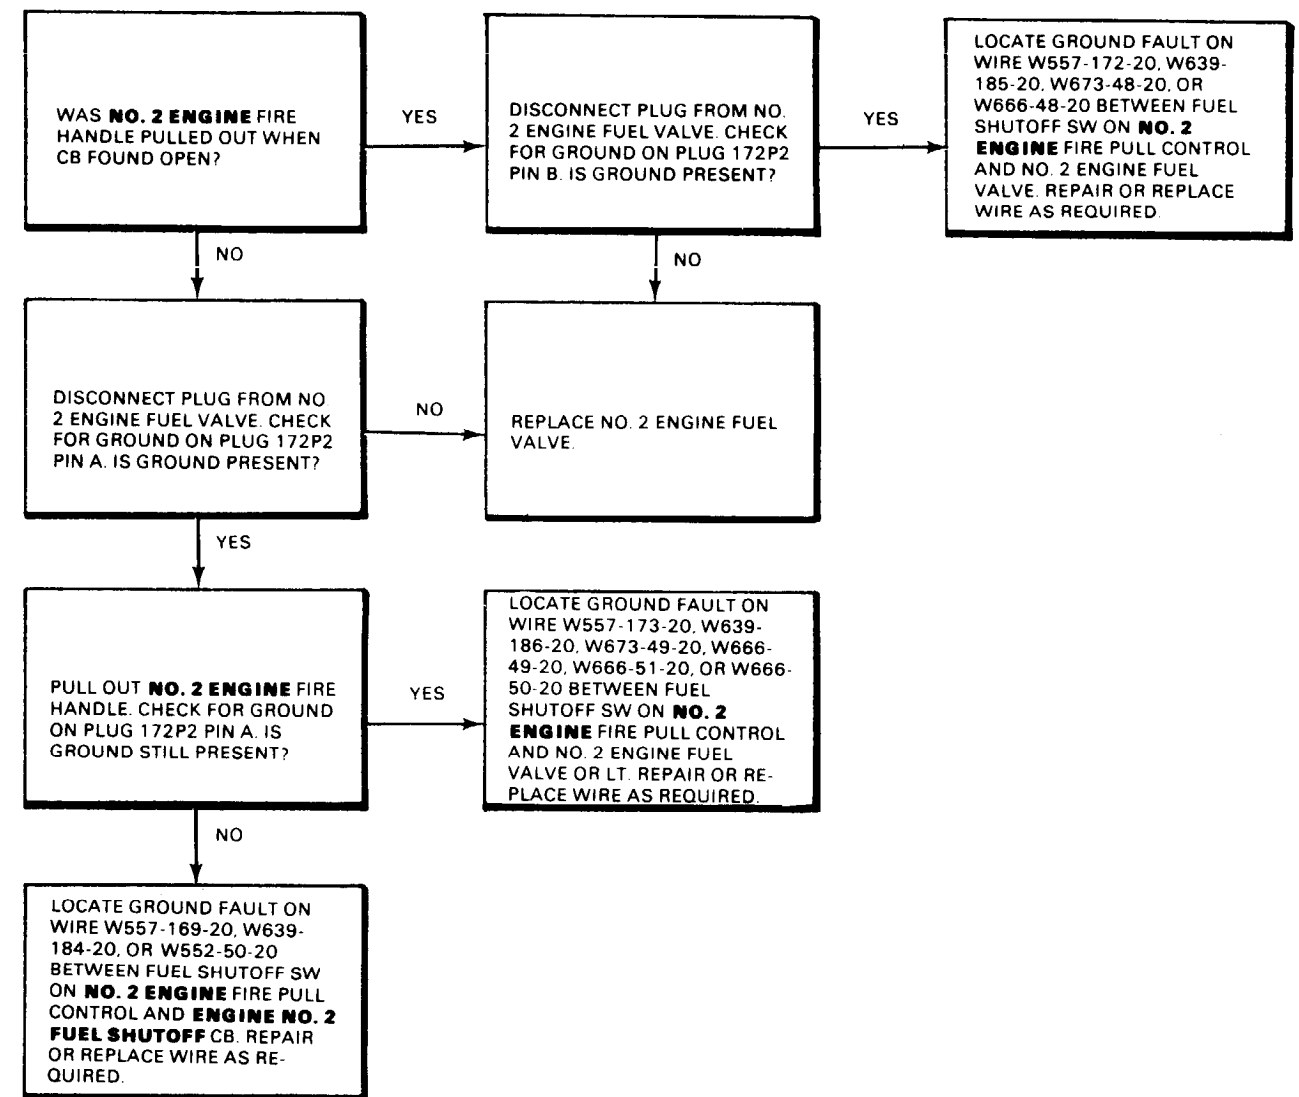 WAS NO. 2 ENGINE FIRE
HANDLE PULLED OUT WHEN
CB FOUND OPEN?
YES
DISCONNECT PLUG FROM NO.
2 ENGINE FUEL VALVE. CHECK
FOR GROUND ON PLUG 172P2
PIN B. IS GROUND PRESENT?
YES
LOCATE GROUND FAULT ON
WIRE W557-172-20, W639-
185-20, W673-48-20, OR
W666-48-20 BETWEEN FUEL
SHUTOFF SW ON NO. 2
ENGINE FIRE PULL CONTROL
AND NO. 2 ENGINE FUEL
VALVE. REPAIR OR REPLACE
WIRE AS REQUIRED.
NO
NO
DISCONNECT PLUG FROM NO.
2 ENGINE FUEL VALVE. CHECK
FOR GROUND ON PLUG 172P2
PIN A. IS GROUND PRESENT?
NO
REPLACE NO. 2 ENGINE FUEL
VALVE.
YES
PULL OUT NO. 2 ENGINE FIRE
HANDLE. CHECK FOR GROUND
ON PLUG 172P2 PIN A. IS
GROUND STILL PRESENT?
YES
LOCATE GROUND FAULT ON
WIRE W557-173-20, W639-
186-20, W673-49-20, W666-
49-20, W666-51-20, OR W666-
50-20 BETWEEN FUEL
SHUTOFF SW ON NO. 2
ENGINE FIRE PULL CONTROL
AND NO. 2 ENGINE FUEL
VALVE OR LT. REPAIR OR RE-
PLACE WIRE AS REQUIRED.
NO
LOCATE GROUND FAULT ON
WIRE W557-169-20, W639-
184-20, OR W552-50-20
BETWEEN FUEL SHUTOFF SW
ON NO. 2 ENGINE FIRE PULL
CONTROL AND ENGINE NO. 2
FUEL SHUTOFF CB. REPAIR
OR REPLACE WIRE AS RE-
QUIRED.